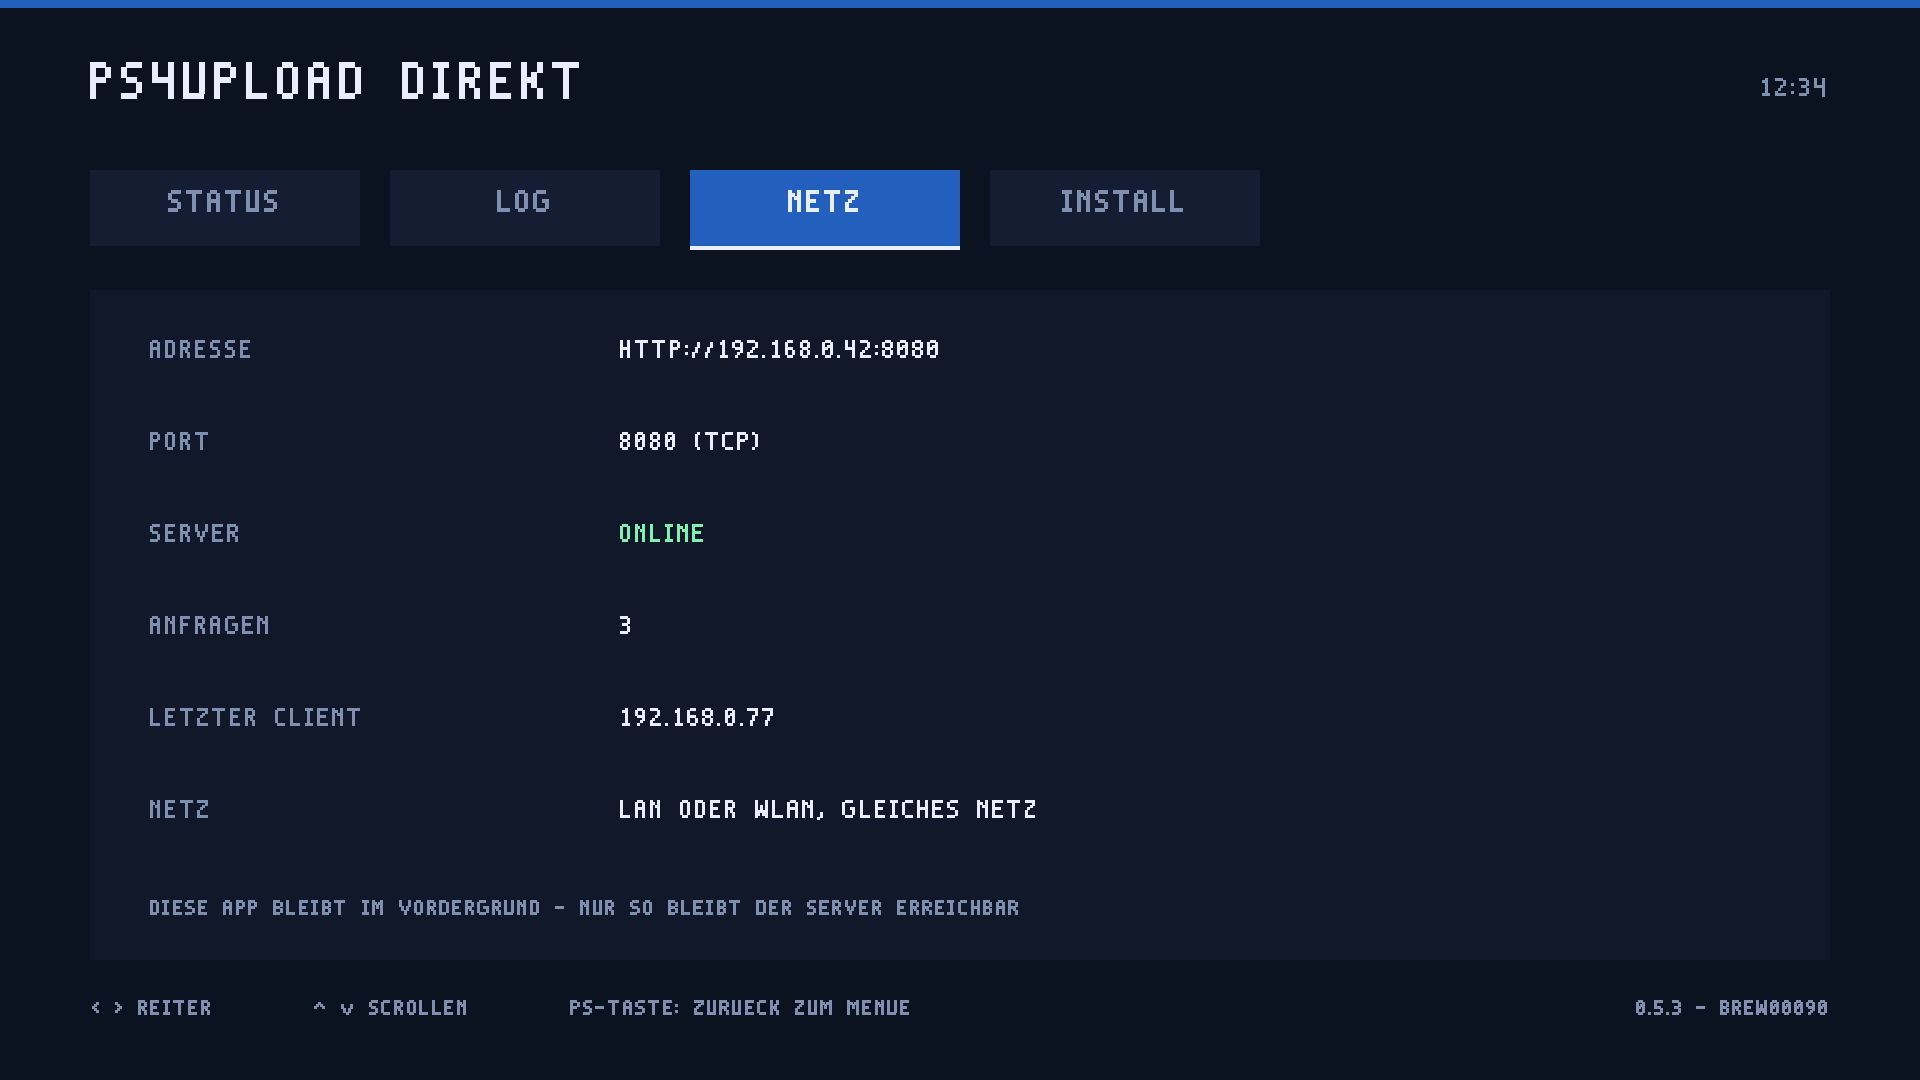 PS4UPLOAD DIREKT
12:34
STATUS LOG NETZ INSTALL
ADRESSE HTTP://192.168.0.42:8080
PORT 8080 (TCP)
SERVER ONLINE
ANFRAGEN 3
LETZTER CLIENT 192.168.0.77
NETZ LAN ODER WLAN, GLEICHES NETZ
DIESE APP BLEIBT IM VORDERGRUND - NUR SO BLEIBT DER SERVER ERREICHBAR
< > REITER ^ v SCROLLEN PS-TASTE: ZURUECK ZUM MENUE 0.5.3 - BREW00090